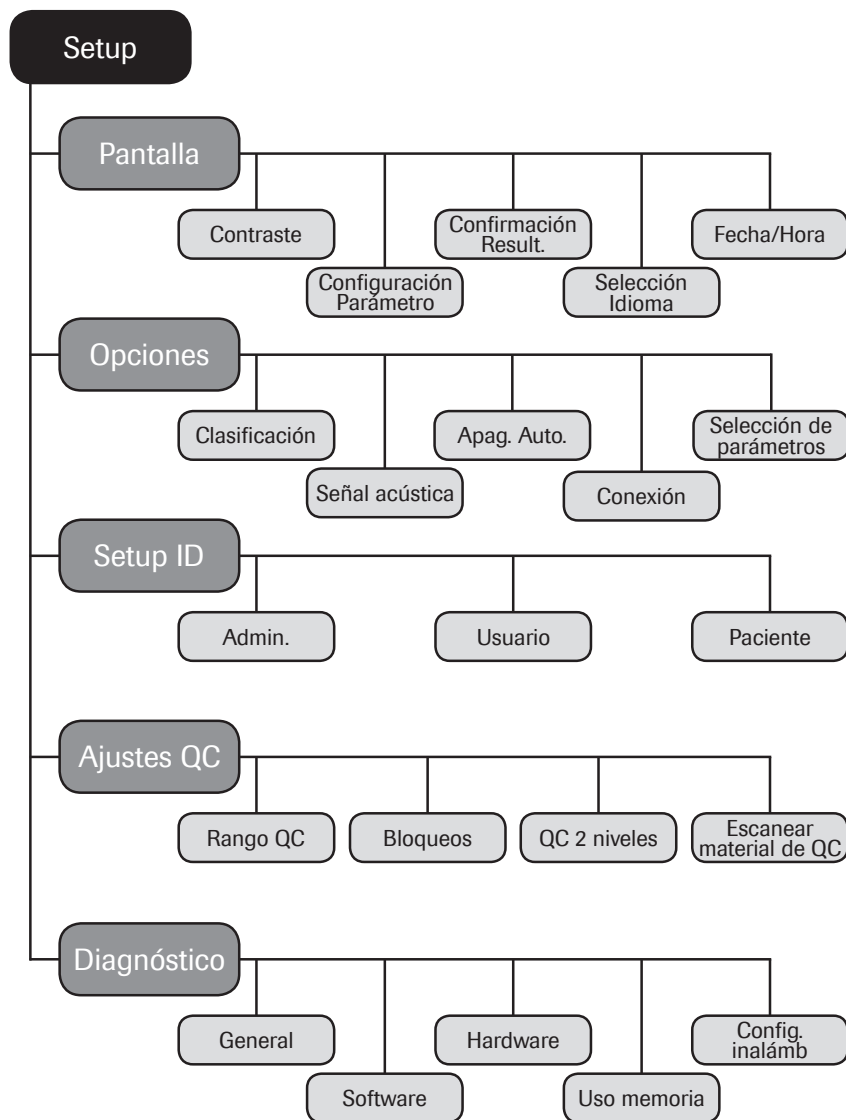 Setup
Pantalla
Contraste
Configuración
Parámetro
Confirmación
Result.
Selección
Idioma
Fecha/Hora
Opciones
Clasificación
Señal acústica
Apag. Auto.
Conexión
Selección de
parámetros
Setup ID
Admin.
Usuario
Paciente
Ajustes QC
Rango QC
Bloqueos
QC 2 niveles
Escanear
material de QC
Diagnóstico
General
Software
Hardware
Uso memoria
Config.
inalámb